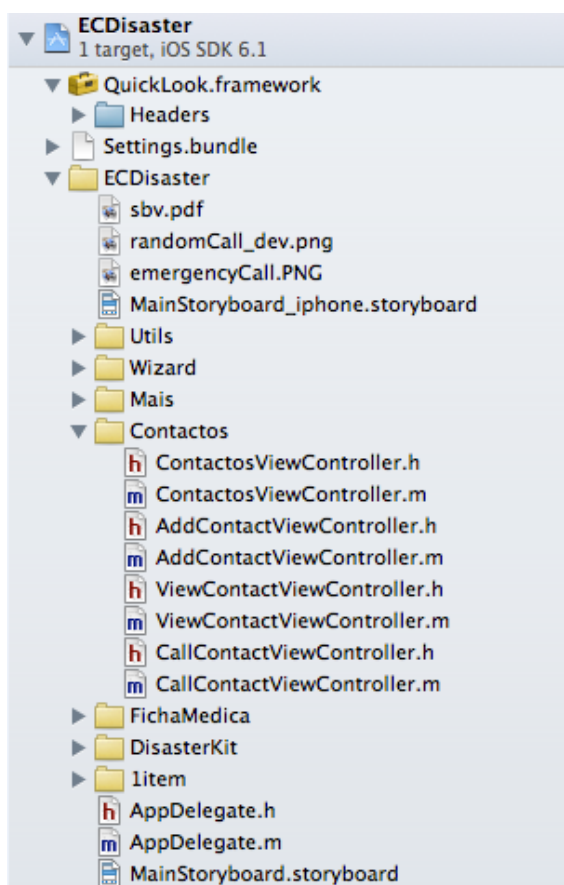 ECDisaster
1 target, iOS SDK 6.1
QuickLook.framework
Headers
Settings.bundle
ECDisaster
sbv.pdf
randomCall_dev.png
emergencyCall.PNG
MainStoryboard_iphone.storyboard
Utils
Wizard
Mais
Contactos
h ContactosViewController.h
m ContactosViewController.m
h AddContactViewController.h
m AddContactViewController.m
h ViewContactViewController.h
m ViewContactViewController.m
h CallContactViewController.h
m CallContactViewController.m
FichaMedica
DisasterKit
1item
h AppDelegate.h
m AppDelegate.m
MainStoryboard.storyboard